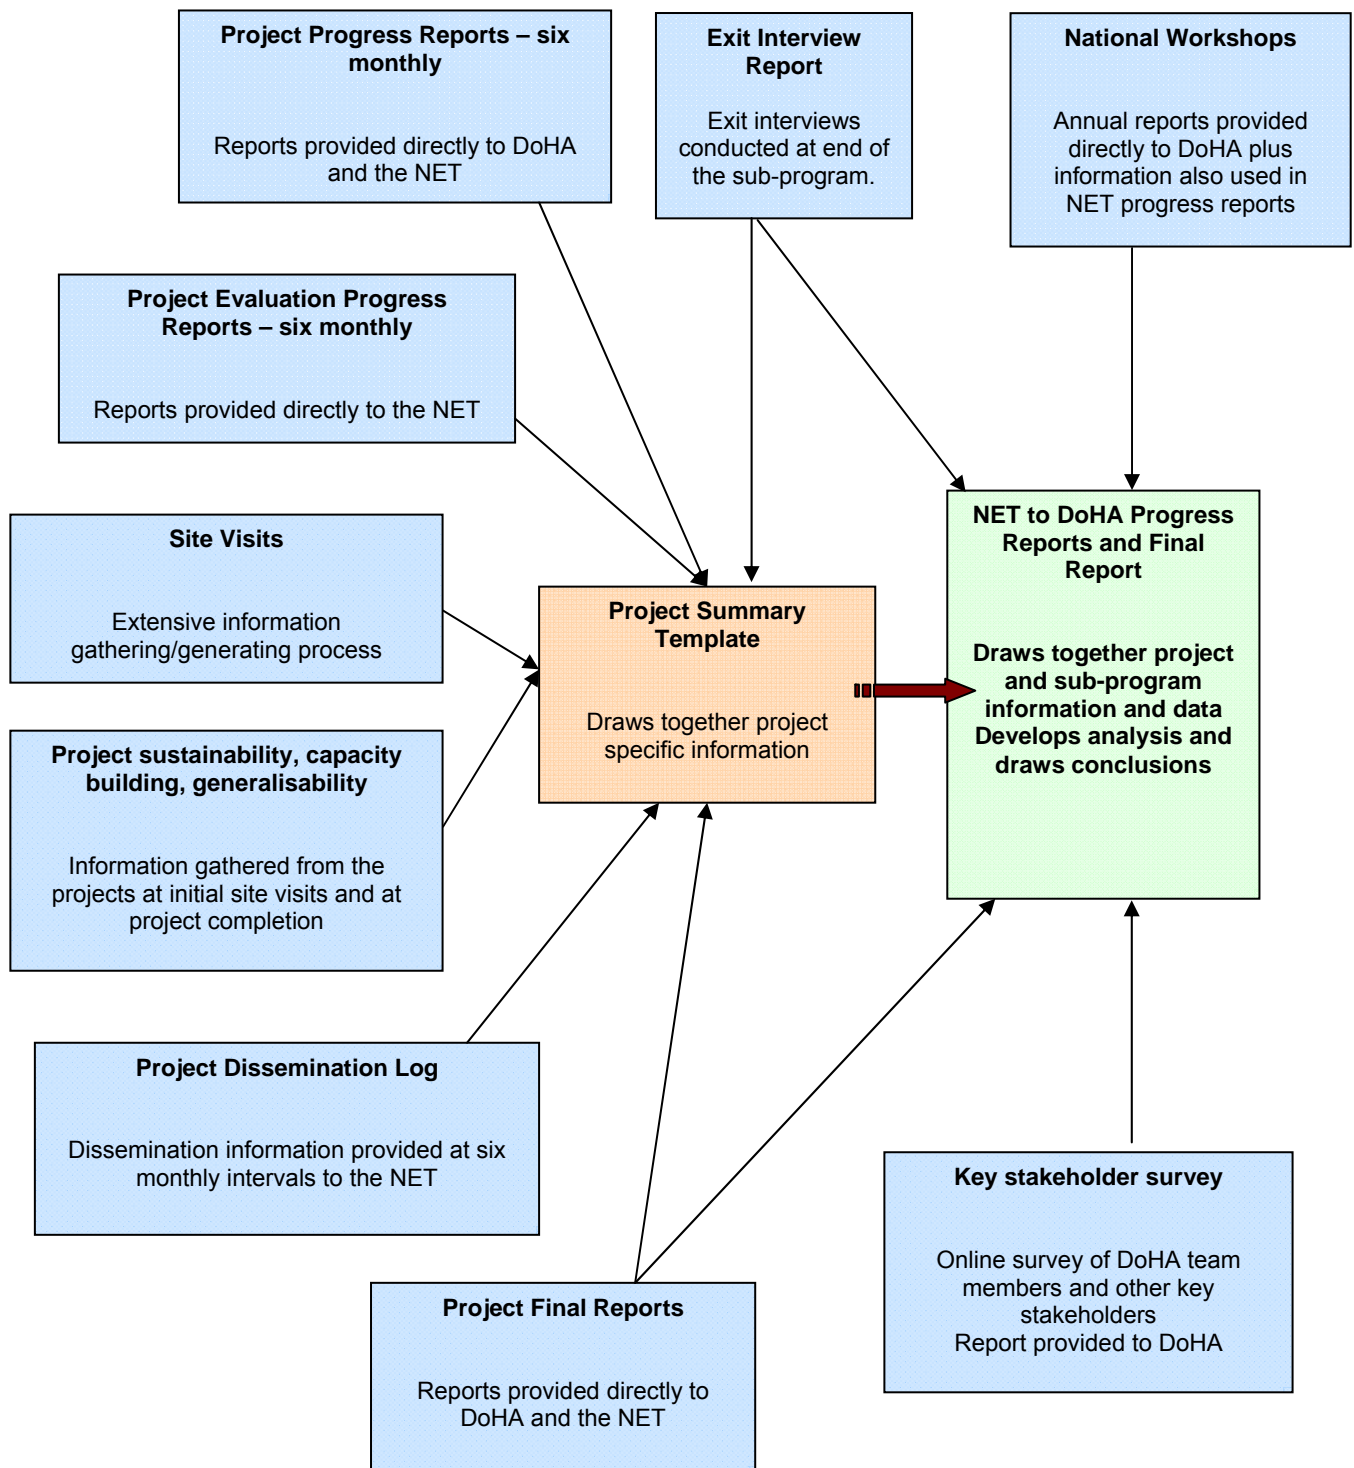 Project Progress Reports – six
monthly
Reports provided directly to DoHA
and the NET
Exit Interview
Report
Exit interviews
conducted at end of
the sub-program.
National Workshops
Annual reports provided
directly to DoHA plus
information also used in
NET progress reports
Project Evaluation Progress
Reports – six monthly
Reports provided directly to the NET
Site Visits
Extensive information
gathering/generating process
Project sustainability, capacity
building, generalisability
Information gathered from the
projects at initial site visits and at
project completion
Project Summary
Template
Draws together project
specific information
NET to DoHA Progress
Reports and Final
Report
Draws together project
and sub-program
information and data
Develops analysis and
draws conclusions
Project Dissemination Log
Dissemination information provided at six
monthly intervals to the NET
Project Final Reports
Reports provided directly to
DoHA and the NET
Key stakeholder survey
Online survey of DoHA team
members and other key
stakeholders
Report provided to DoHA